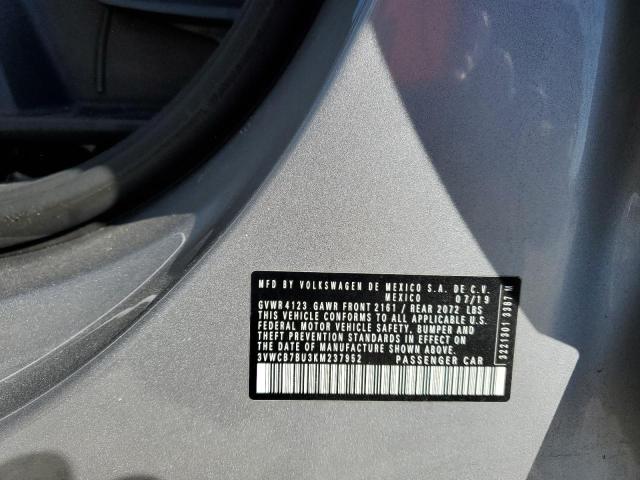 MFD BY VOLKSWAGEN DE MEXICO S.A. DE C.V.
MEXICO 07/19
GVWR 4123 GAWR FRONT 2161 / REAR 2072 LBS
THIS VEHICLE CONFORMS TO ALL APPLICABLE U.S.
FEDERAL MOTOR VEHICLE SAFETY, BUMPER AND
THEFT PREVENTION STANDARDS IN EFFECT ON
THE DATE OF MANUFACTURE SHOWN ABOVE
3VWCB7BU3KM237952 PASSENGER CAR
3221301 3367 M